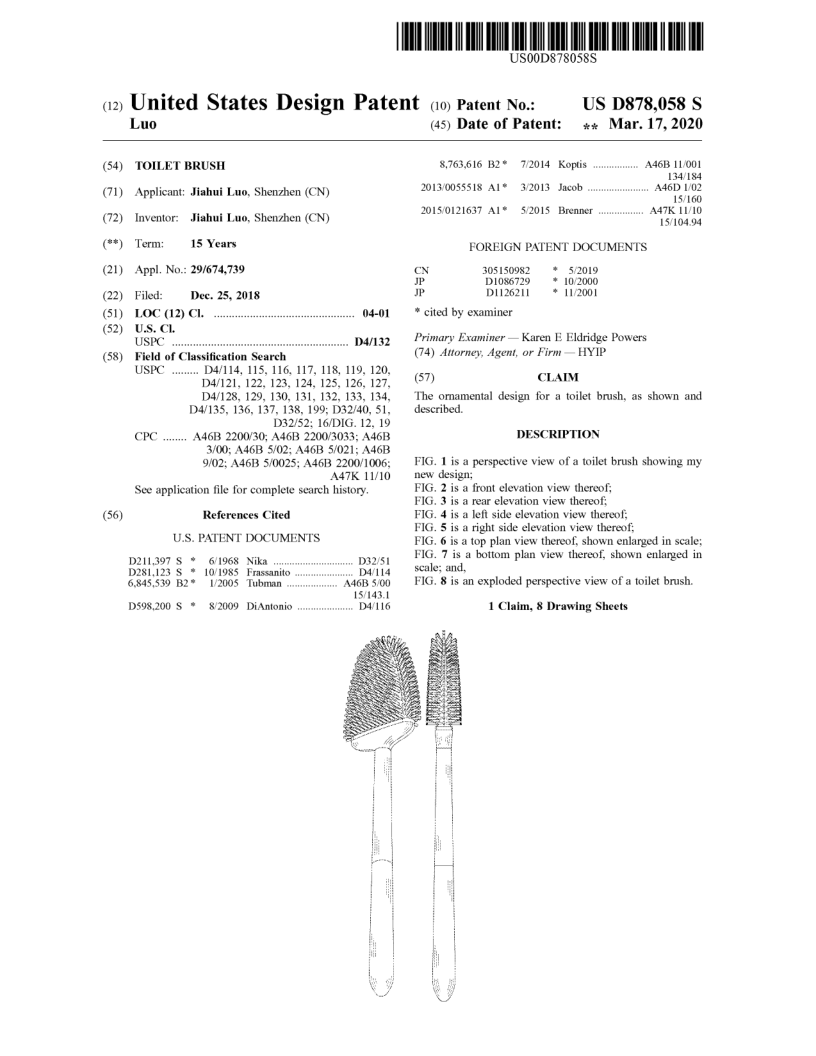 US00D878058S
(12) United States Design Patent
Luo
(10) Patent No.: US D878,058 S
(45) Date of Patent: ** Mar. 17, 2020
(54) TOILET BRUSH
(71) Applicant: Jiahui Luo, Shenzhen (CN)
(72) Inventor: Jiahui Luo, Shenzhen (CN)
(**) Term: 15 Years
(21) Appl. No.: 29/674,739
(22) Filed: Dec. 25, 2018
(51) LOC (12) Cl. ................................................ 04-01
(52) U.S. Cl.
USPC ............................................................ D4/132
(58) Field of Classification Search
USPC ......... D4/114, 115, 116, 117, 118, 119, 120,
D4/121, 122, 123, 124, 125, 126, 127,
D4/128, 129, 130, 131, 132, 133, 134,
D4/135, 136, 137, 138, 199; D32/40, 51,
D32/52; 16/DIG. 12, 19
CPC ........ A46B 2200/30; A46B 2200/3033; A46B
3/00; A46B 5/02; A46B 5/021; A46B
9/02; A46B 5/0025; A46B 2200/1006;
A47K 11/10
See application file for complete search history.
(56) References Cited
U.S. PATENT DOCUMENTS
D211,397 S * 6/1968 Nika ............................. D32/51
D281,123 S * 10/1985 Frassanito ..................... D4/114
6,845,539 B2 * 1/2005 Tubman ................... A46B 5/00
15/143.1
D598,200 S * 8/2009 DiAntonio ..................... D4/116
8,763,616 B2 * 7/2014 Koptis ................. A46B 11/001
134/184
2013/0055518 A1 * 3/2013 Jacob ....................... A46D 1/02
15/160
2015/0121637 A1 * 5/2015 Brenner ................. A47K 11/10
15/104.94
FOREIGN PATENT DOCUMENTS
CN 305150982 * 5/2019
JP D1086729 * 10/2000
JP D1126211 * 11/2001
* cited by examiner
Primary Examiner — Karen E Eldridge Powers
(74) Attorney, Agent, or Firm — HYIP
(57) CLAIM
The ornamental design for a toilet brush, as shown and
described.
DESCRIPTION
FIG. 1 is a perspective view of a toilet brush showing my
new design;
FIG. 2 is a front elevation view thereof;
FIG. 3 is a rear elevation view thereof;
FIG. 4 is a left side elevation view thereof;
FIG. 5 is a right side elevation view thereof;
FIG. 6 is a top plan view thereof, shown enlarged in scale;
FIG. 7 is a bottom plan view thereof, shown enlarged in
scale; and,
FIG. 8 is an exploded perspective view of a toilet brush.
1 Claim, 8 Drawing Sheets